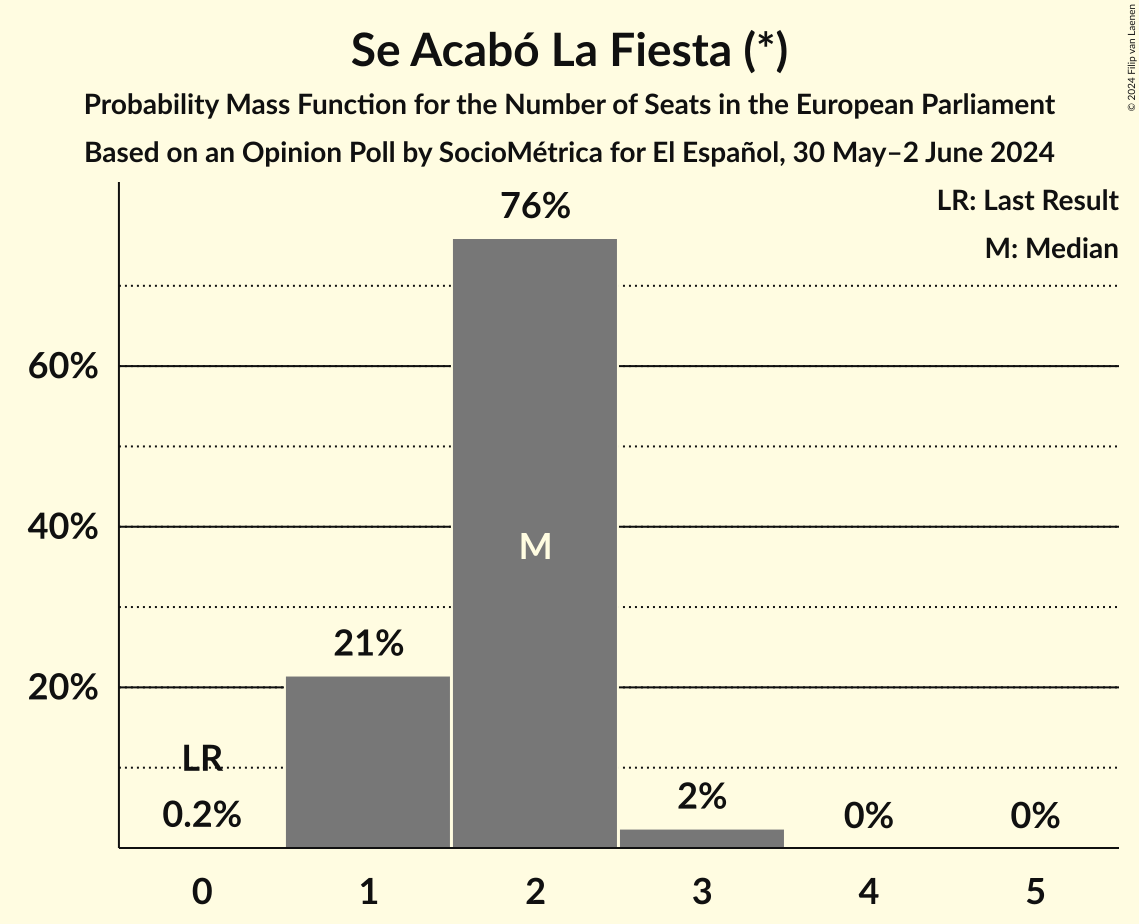 Se Acabó La Fiesta (*)
Probability Mass Function for the Number of Seats in the European Parliament
Based on an Opinion Poll by SocioMétrica for El Español, 30 May–2 June 2024
© 2024 Filip van Laenen
LR: Last Result
M: Median
76%
60%
40%
M
21%
20%
LR
0.2%
2%
0%
0%
0 1 2 3 4 5